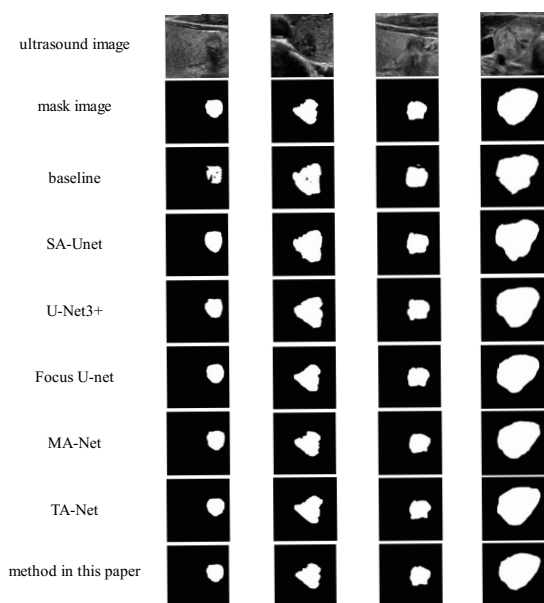 ultrasound image
mask image
baseline
SA-Unet
U-Net3+
Focus U-net
MA-Net
TA-Net
method in this paper